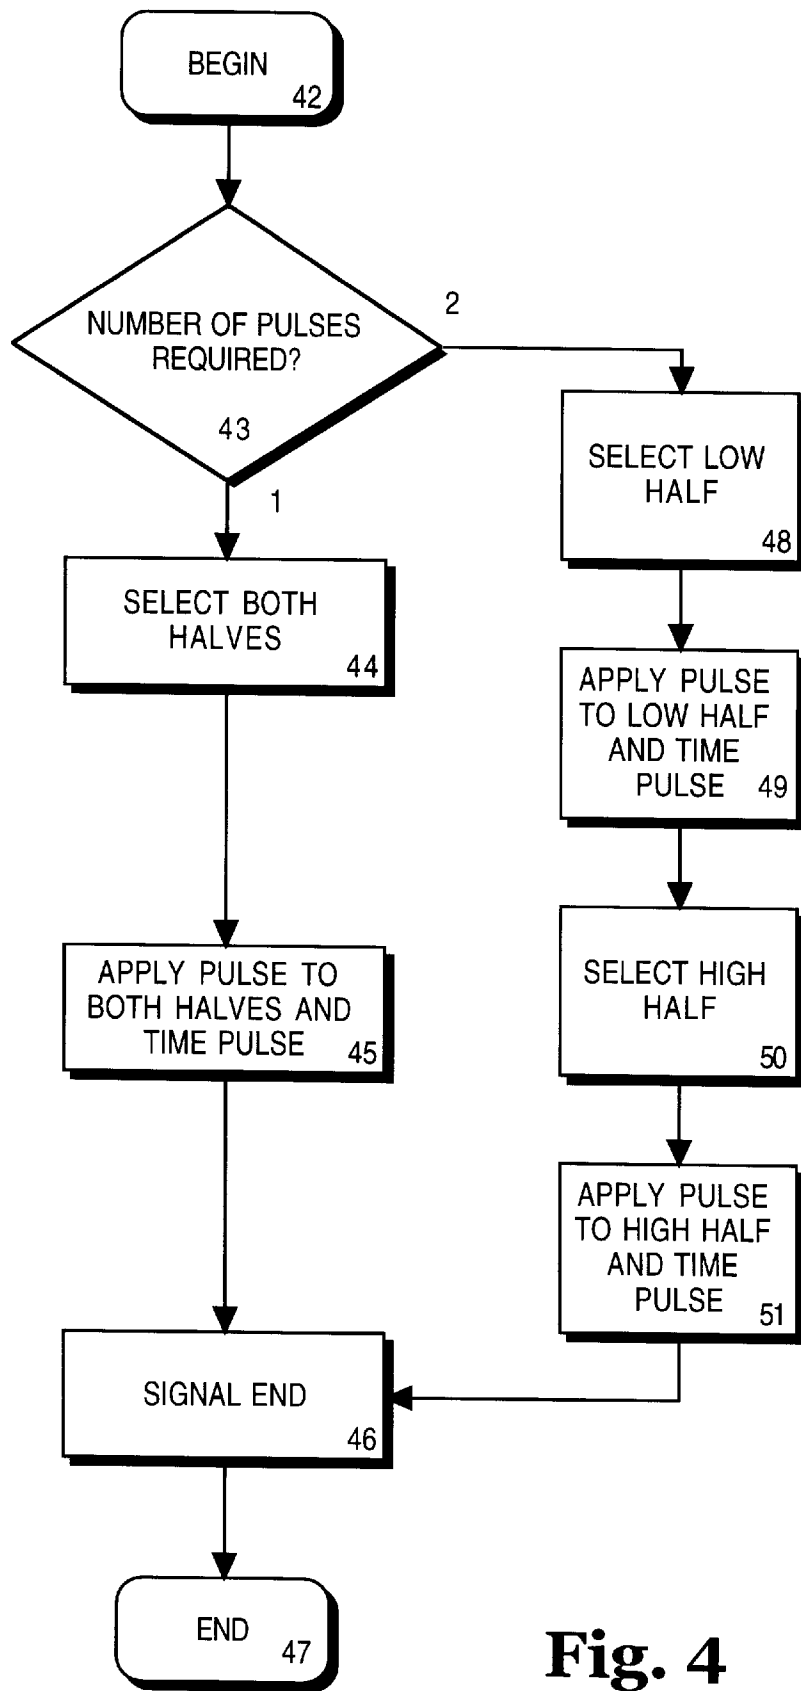 BEGIN
42
NUMBER OF PULSES
REQUIRED?
43
2
1
SELECT BOTH
HALVES
44
APPLY PULSE TO
BOTH HALVES AND
TIME PULSE
45
SELECT LOW
HALF
48
APPLY PULSE
TO LOW HALF
AND TIME
PULSE 49
SELECT HIGH
HALF
50
APPLY PULSE
TO HIGH HALF
AND TIME
PULSE 51
SIGNAL END
46
END
47
Fig. 4